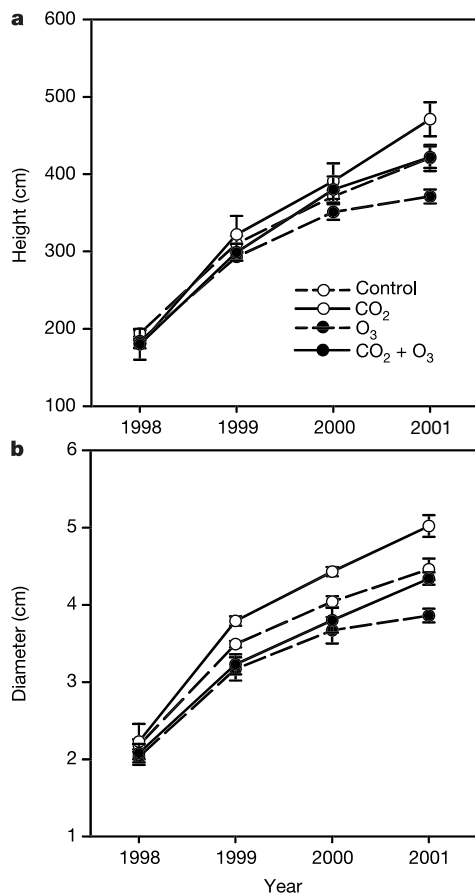 a
600
500
400
300
200
100
Height (cm)
Control
CO₂
O₃
CO₂ + O₃
1998 1999 2000 2001
b
6
5
4
3
2
1
Diameter (cm)
1998 1999 2000 2001
Year